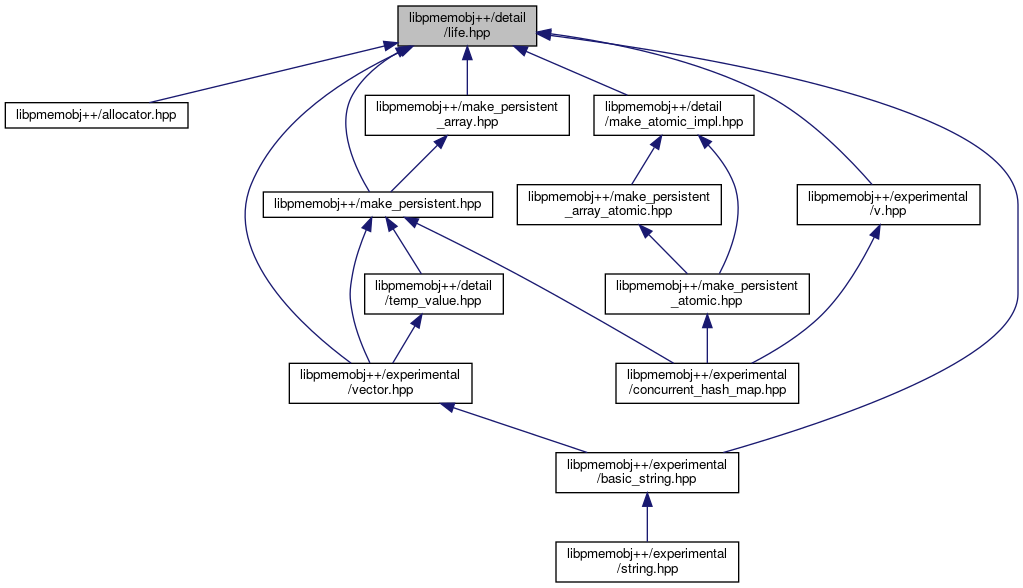 libpmemobj++/detail
/life.hpp
libpmemobj++/allocator.hpp
libpmemobj++/make_persistent
_array.hpp
libpmemobj++/detail
/make_atomic_impl.hpp
libpmemobj++/make_persistent.hpp
libpmemobj++/make_persistent
_array_atomic.hpp
libpmemobj++/experimental
/v.hpp
libpmemobj++/detail
/temp_value.hpp
libpmemobj++/make_persistent
_atomic.hpp
libpmemobj++/experimental
/vector.hpp
libpmemobj++/experimental
/concurrent_hash_map.hpp
libpmemobj++/experimental
/basic_string.hpp
libpmemobj++/experimental
/string.hpp